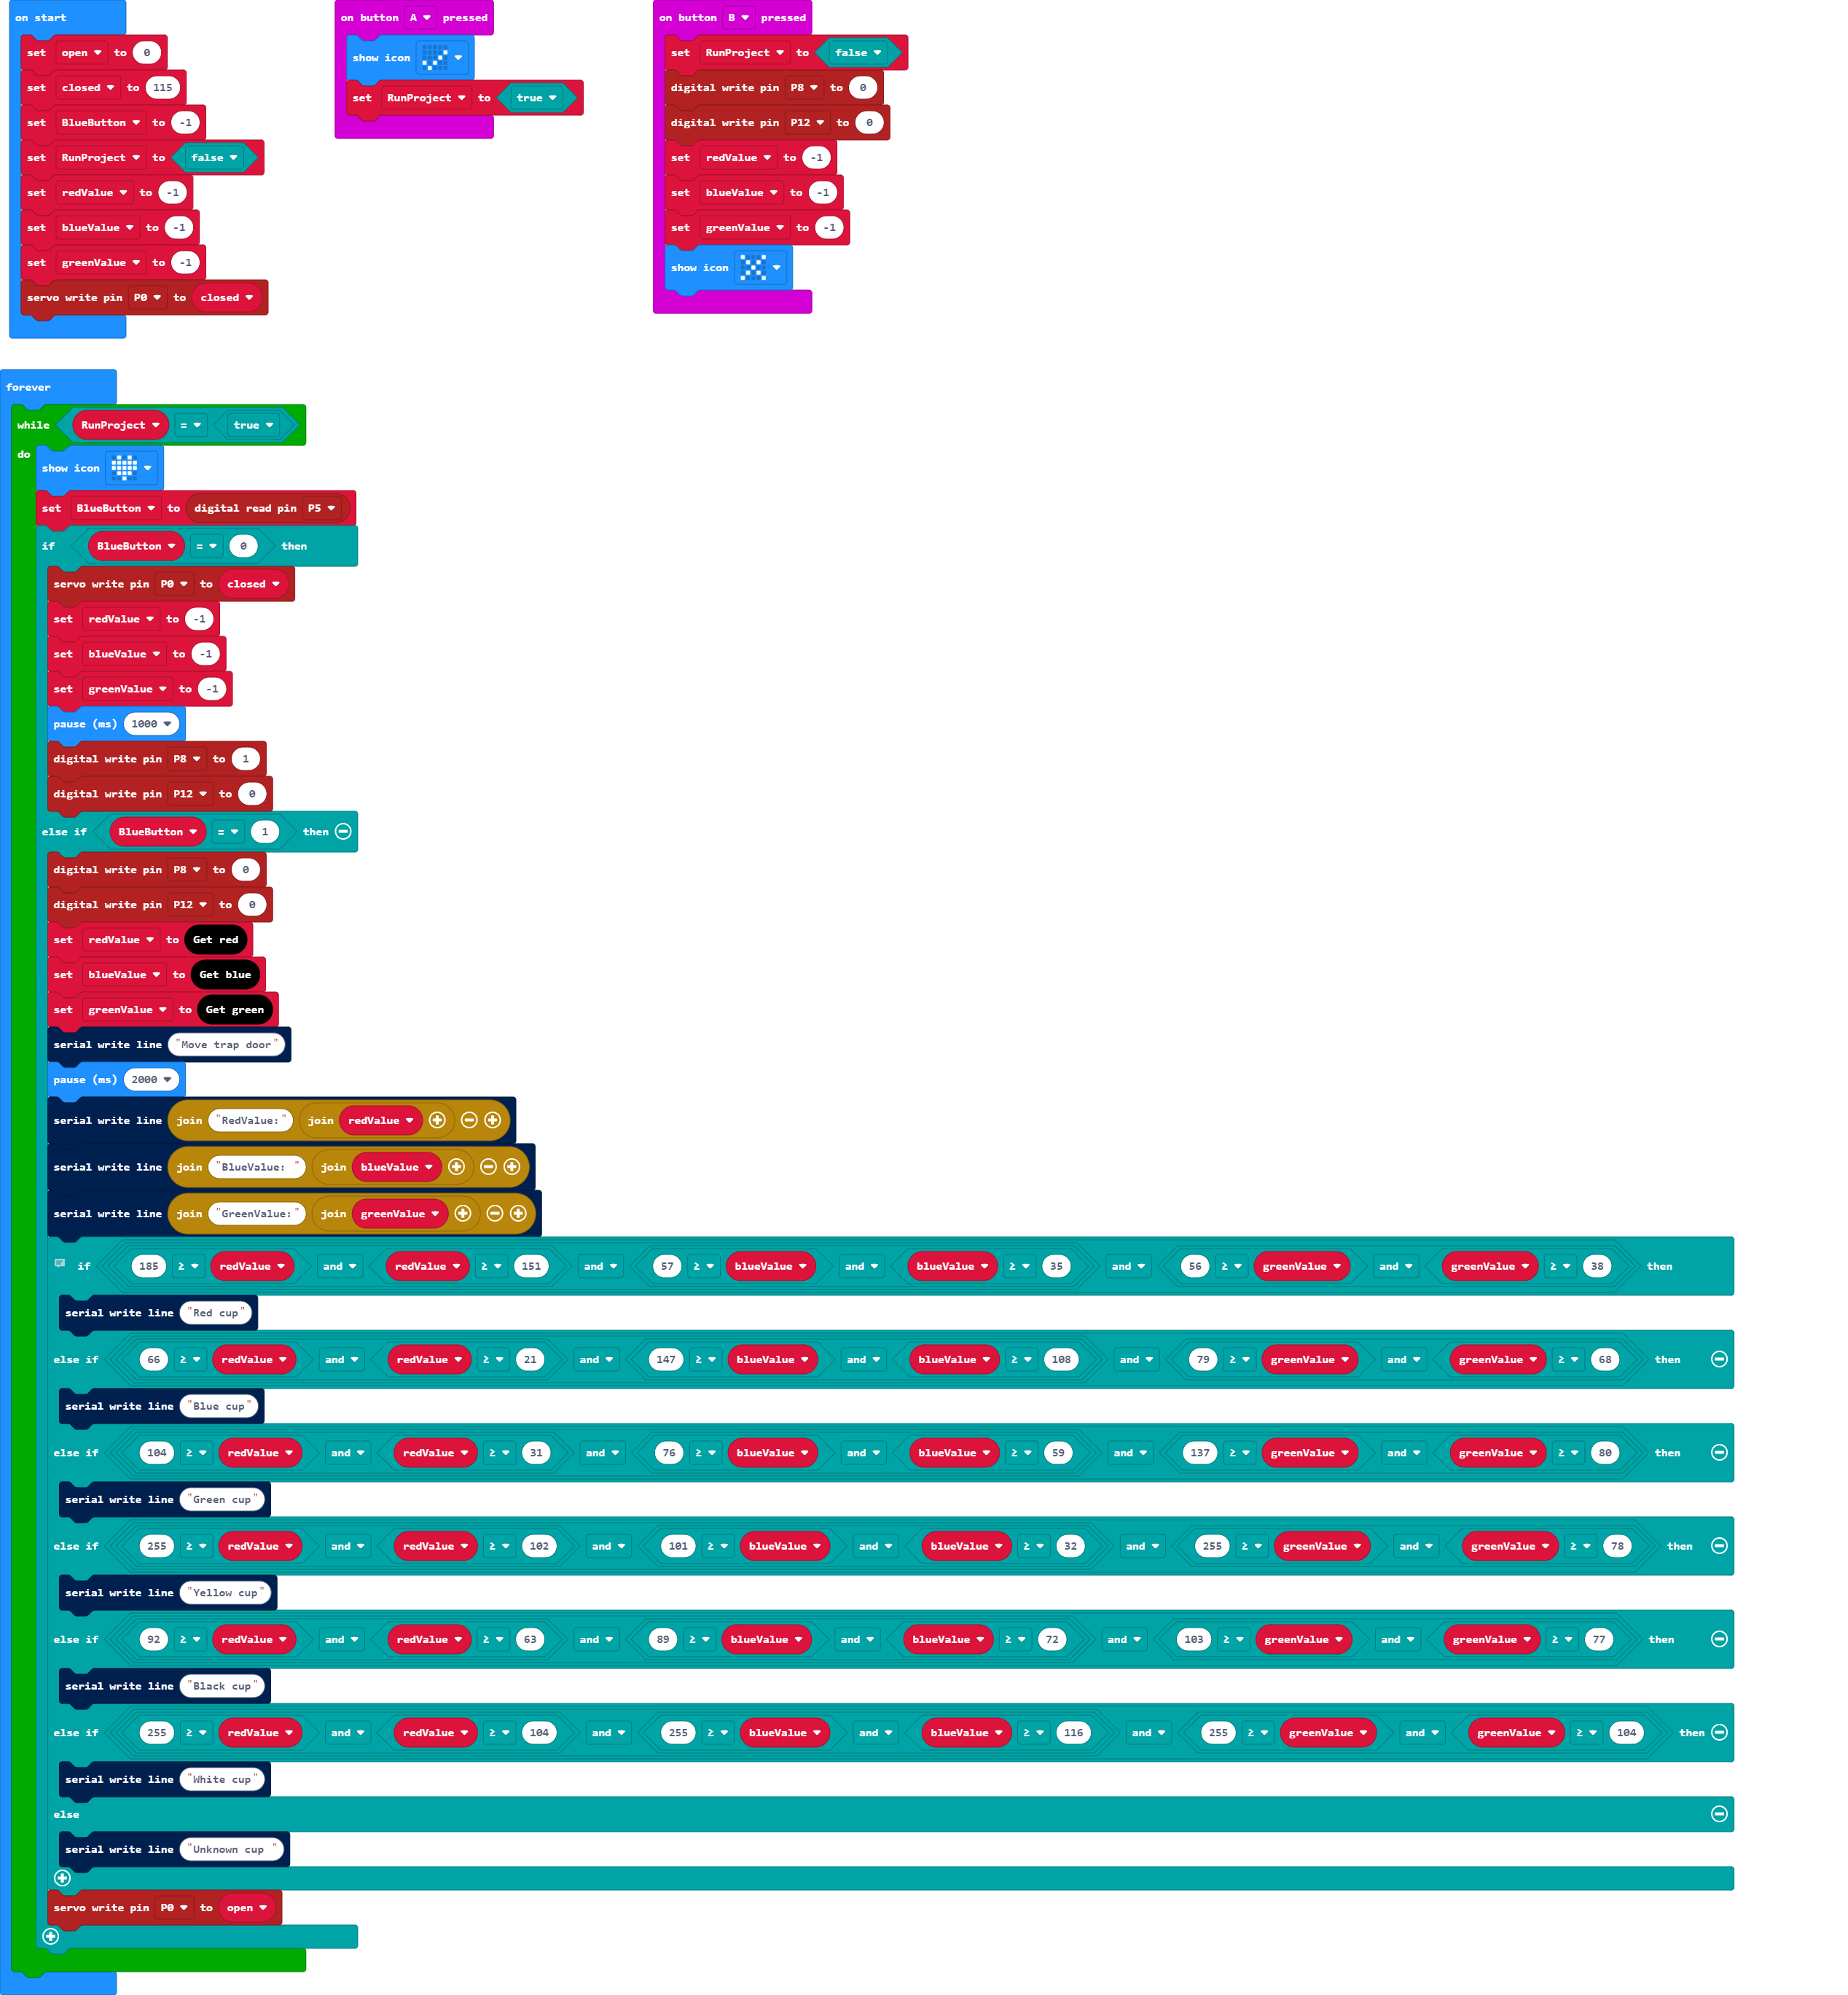 on start
set open to 0
set closed to 115
set BlueButton to -1
set RunProject to false
set redValue to -1
set blueValue to -1
set greenValue to -1
servo write pin P0 to closed
on button A pressed
show icon
set RunProject to true
on button B pressed
set RunProject to false
digital write pin P8 to 0
digital write pin P12 to 0
set redValue to -1
set blueValue to -1
set greenValue to -1
show icon
forever
while RunProject = true
do
show icon
set BlueButton to digital read pin P5
if BlueButton = 0 then
servo write pin P0 to closed
set redValue to -1
set blueValue to -1
set greenValue to -1
pause (ms) 1000
digital write pin P8 to 1
digital write pin P12 to 0
else if BlueButton = 1 then
digital write pin P8 to 0
digital write pin P12 to 0
set redValue to Get red
set blueValue to Get blue
set greenValue to Get green
serial write line "Move trap door"
pause (ms) 2000
serial write line join "RedValue:" join redValue
serial write line join "BlueValue: " join blueValue
serial write line join "GreenValue:" join greenValue
if 185 ≥ redValue and redValue ≥ 151 and 57 ≥ blueValue and blueValue ≥ 35 and 56 ≥ greenValue and greenValue ≥ 38 then
serial write line "Red cup"
else if 66 ≥ redValue and redValue ≥ 21 and 147 ≥ blueValue and blueValue ≥ 108 and 79 ≥ greenValue and greenValue ≥ 68 then
serial write line "Blue cup"
else if 104 ≥ redValue and redValue ≥ 31 and 76 ≥ blueValue and blueValue ≥ 59 and 137 ≥ greenValue and greenValue ≥ 80 then
serial write line "Green cup"
else if 255 ≥ redValue and redValue ≥ 102 and 101 ≥ blueValue and blueValue ≥ 32 and 255 ≥ greenValue and greenValue ≥ 78 then
serial write line "Yellow cup"
else if 92 ≥ redValue and redValue ≥ 63 and 89 ≥ blueValue and blueValue ≥ 72 and 103 ≥ greenValue and greenValue ≥ 77 then
serial write line "Black cup"
else if 255 ≥ redValue and redValue ≥ 104 and 255 ≥ blueValue and blueValue ≥ 116 and 255 ≥ greenValue and greenValue ≥ 104 then
serial write line "White cup"
else
serial write line "Unknown cup "
servo write pin P0 to open